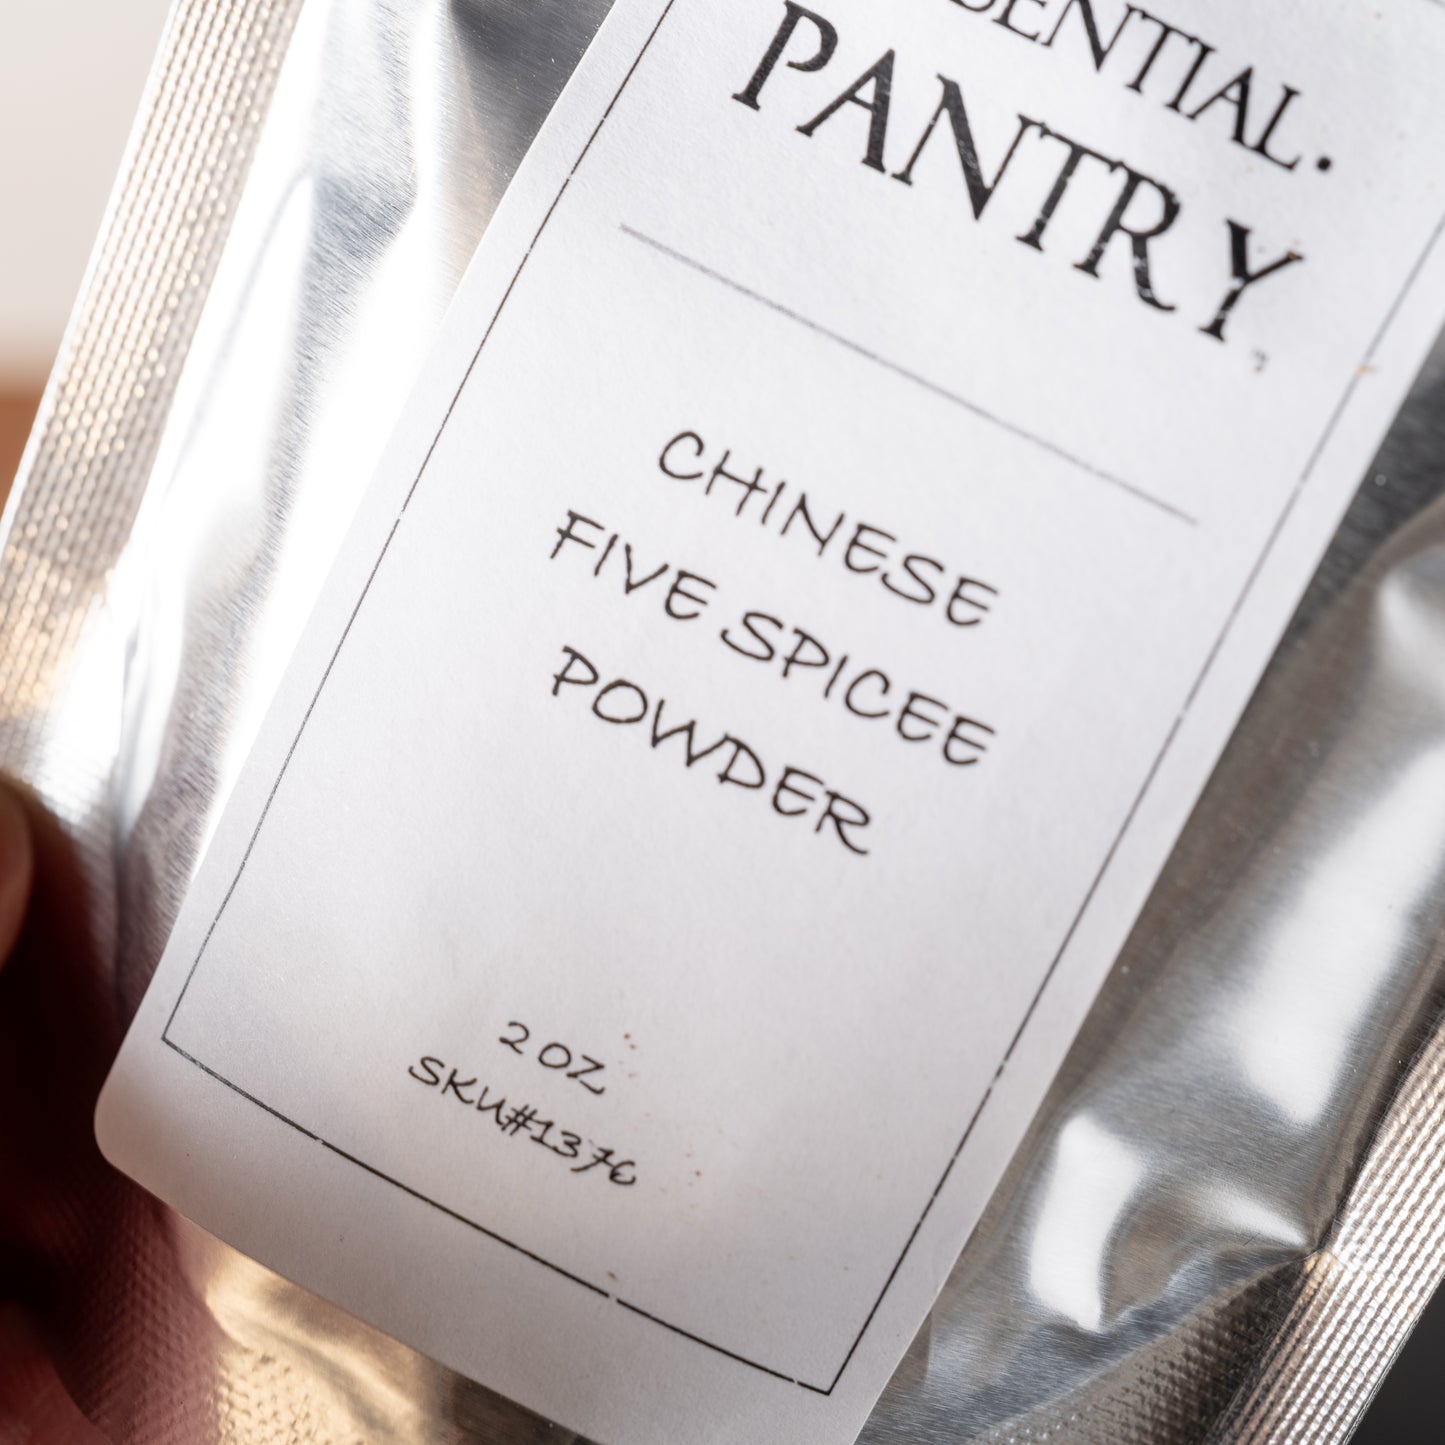 PANTRY
CHINESE
FIVE SPICEE
POWDER
2 OZ
SKU#1376